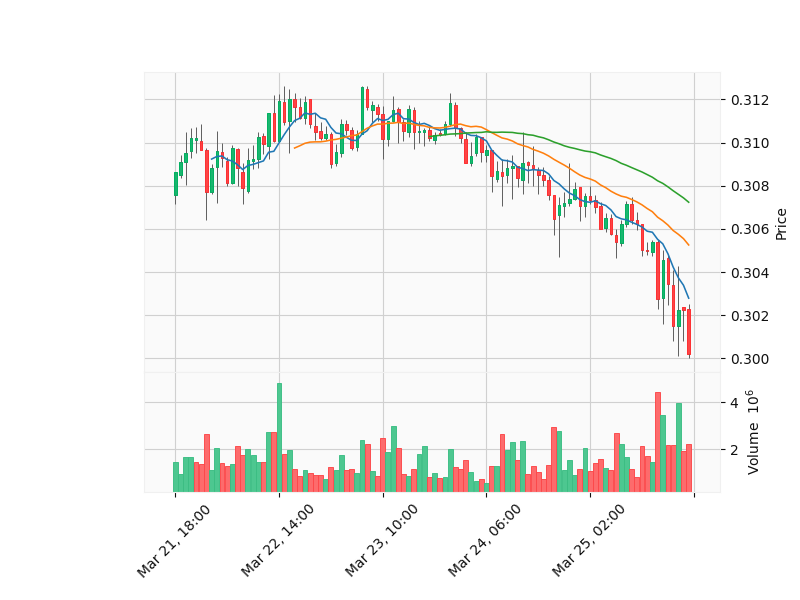 0.312
0.310
0.308
0.306
0.304
0.302
0.300
Price
4
2
Volume 10^6
Mar 21, 18:00
Mar 22, 14:00
Mar 23, 10:00
Mar 24, 06:00
Mar 25, 02:00